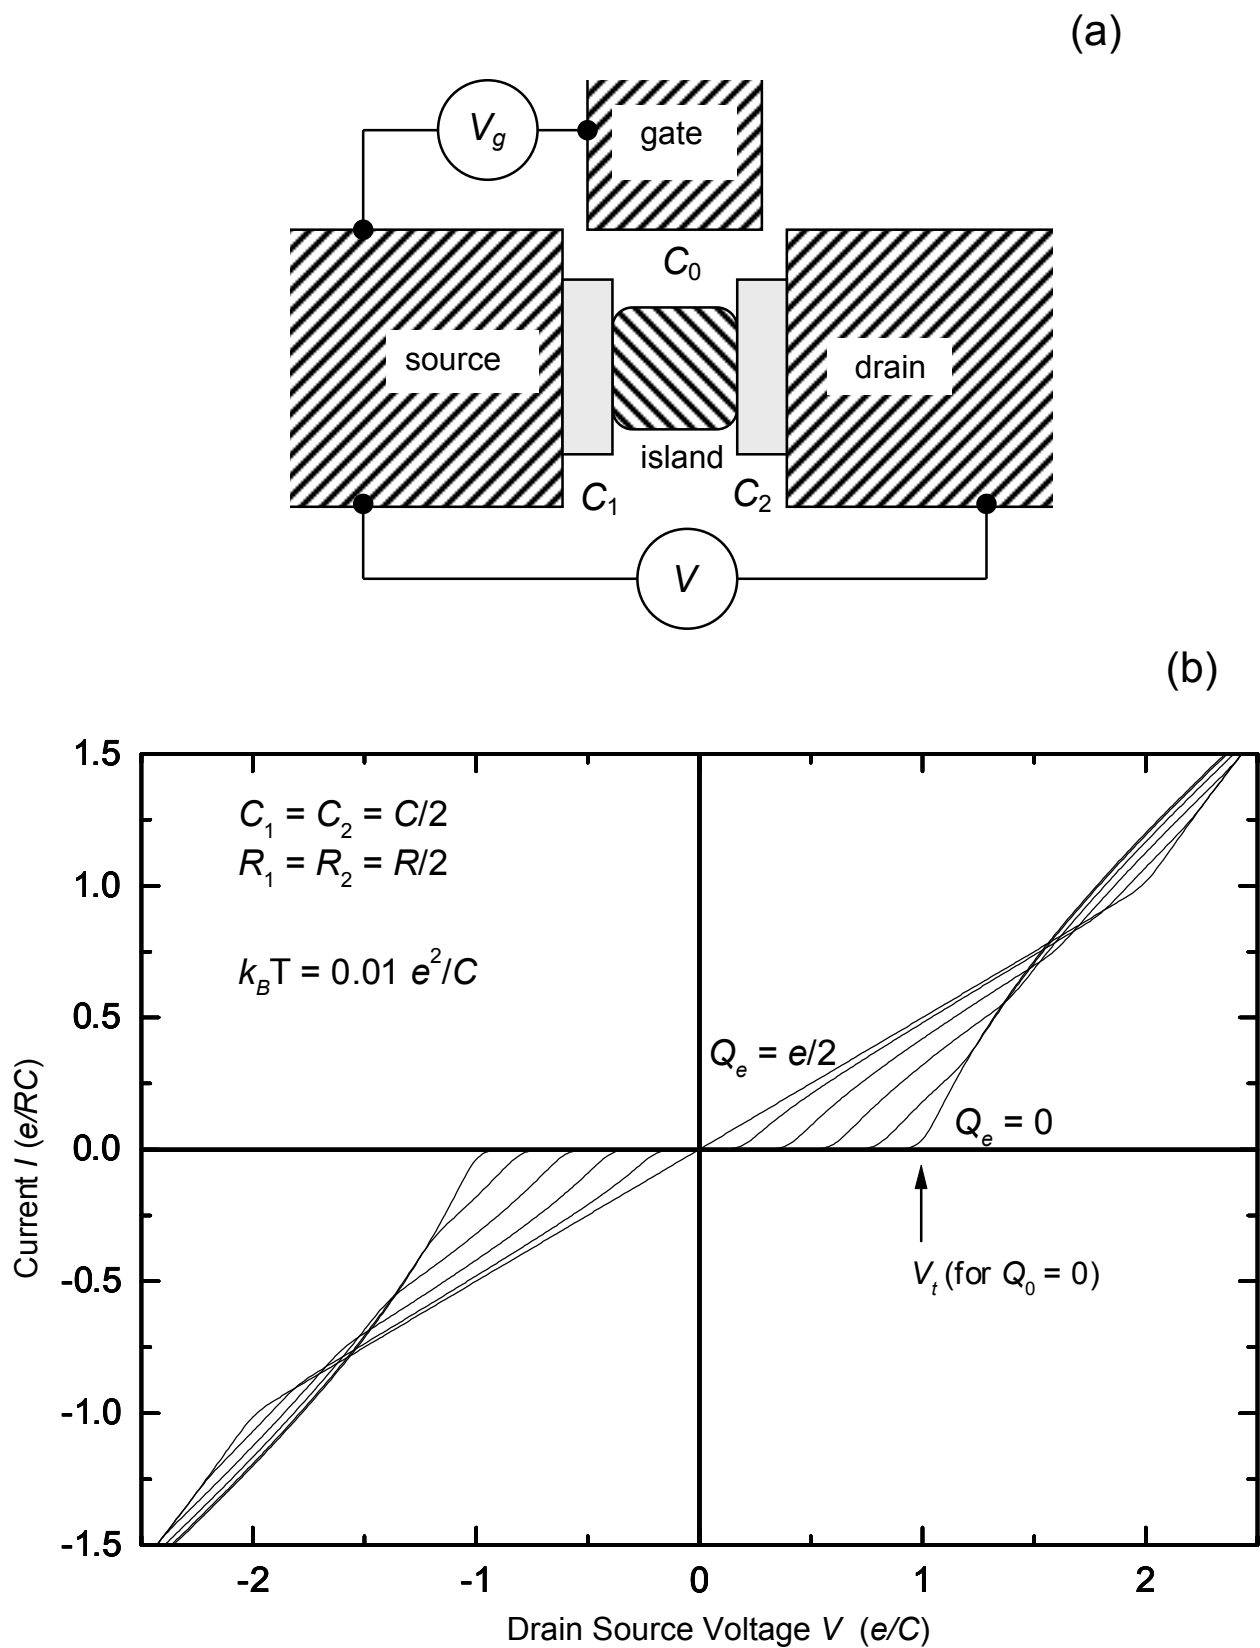 (a)
V_g
gate
C_0
source
drain
island
C_1
C_2
V
(b)
1.5
1.0
0.5
0.0
-0.5
-1.0
-1.5
Current I (e/RC)
C_1 = C_2 = C/2
R_1 = R_2 = R/2
k_BT = 0.01 e^2/C
Q_e = e/2
Q_e = 0
V_t (for Q_0 = 0)
-2
-1
0
1
2
Drain Source Voltage V (e/C)